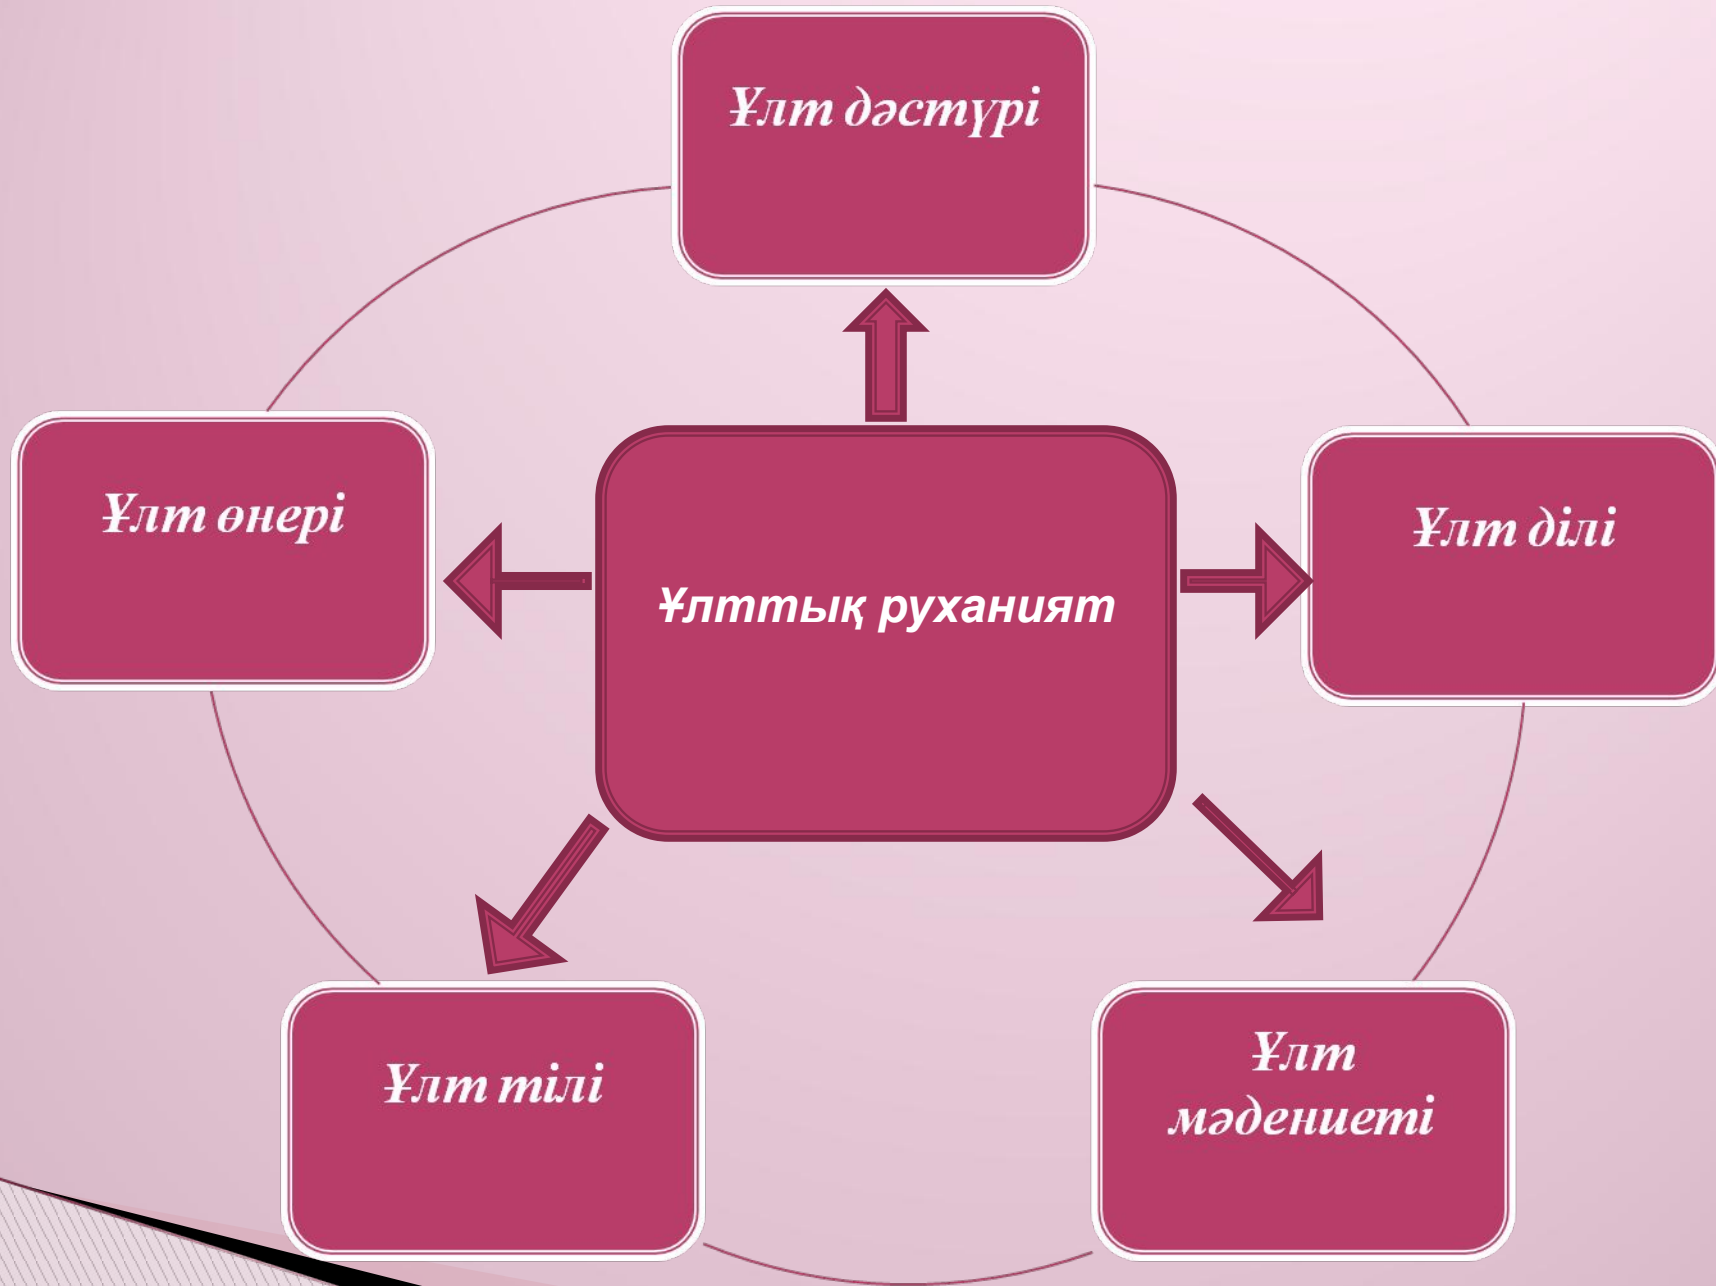 Ұлт дәстүрі
Ұлт өнері
Ұлт ділі
Ұлттық руханият
Ұлт тілі
Ұлт
мәдениеті